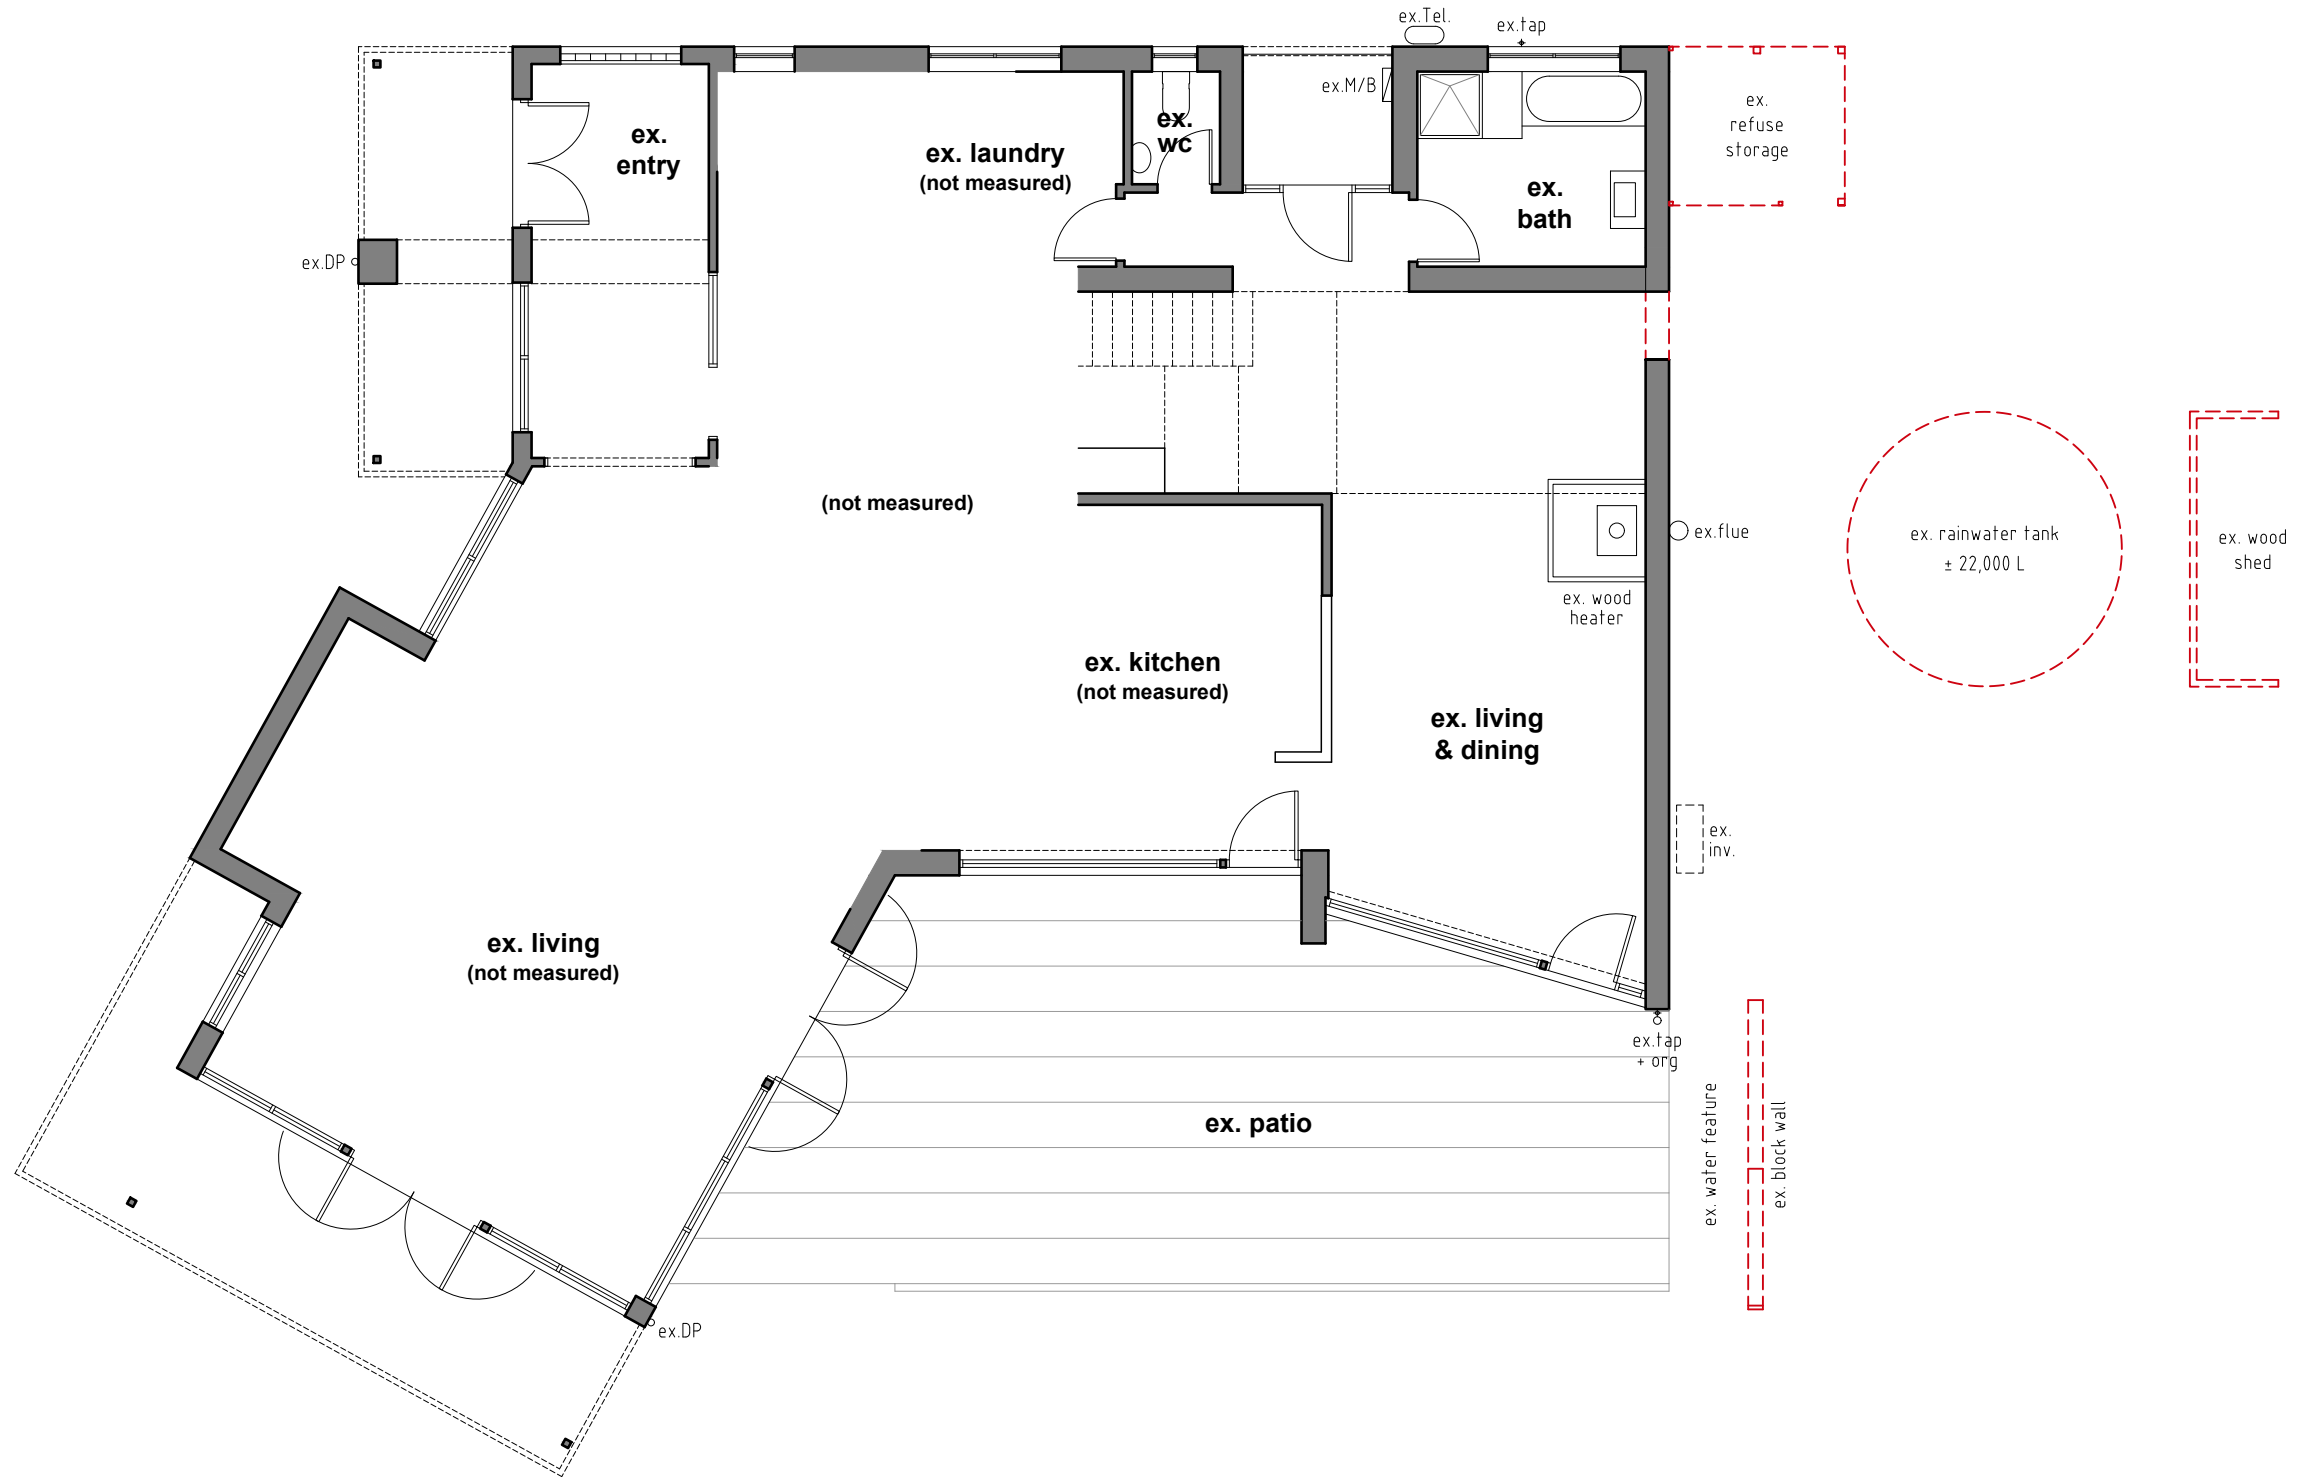 ex.Tel.
ex.tap
ex.M/B
ex.
refuse
storage
ex.
entry
ex. laundry
(not measured)
ex.
wc
ex.
bath
ex.DP
(not measured)
ex.flue
ex. rainwater tank
± 22,000 L
ex. wood
shed
ex. wood
heater
ex. kitchen
(not measured)
ex. living
& dining
ex.
inv.
ex. living
(not measured)
ex.tap
+ org
ex. patio
ex. water feature
ex. block wall
ex.DP